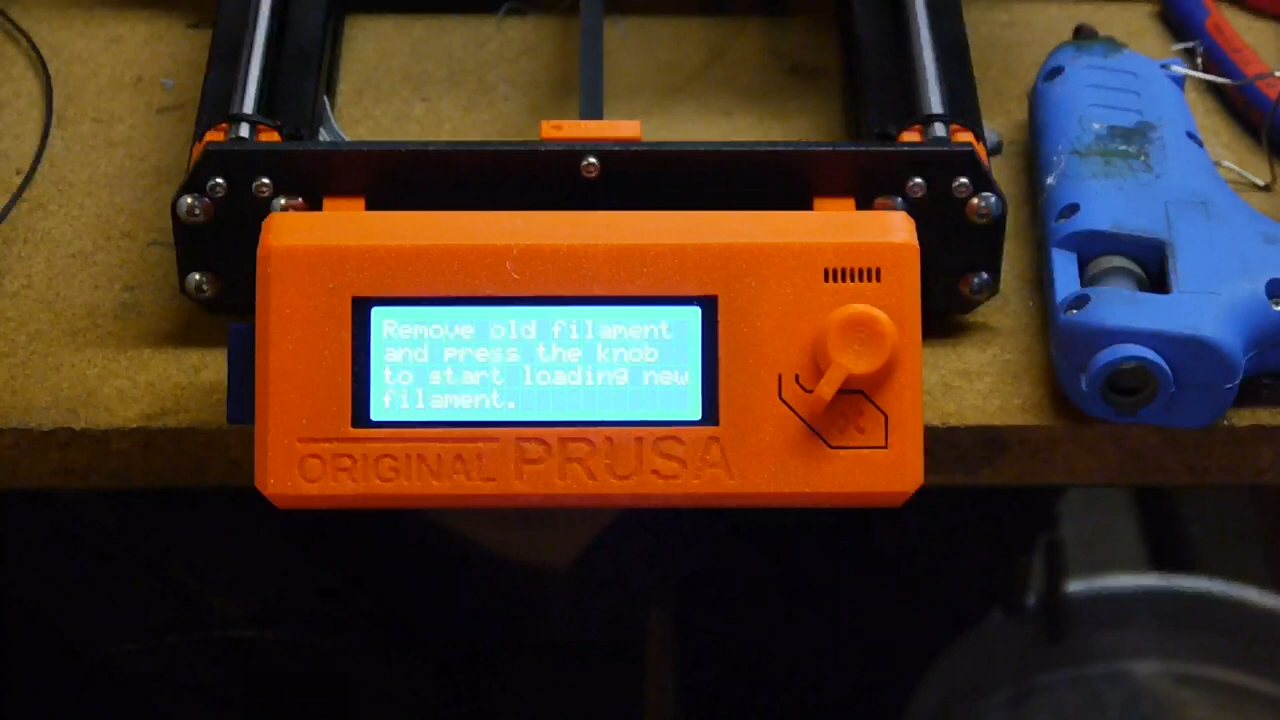 Remove old filament
and press the knob
to start loading new
filament.
ORIGINAL PRUSA